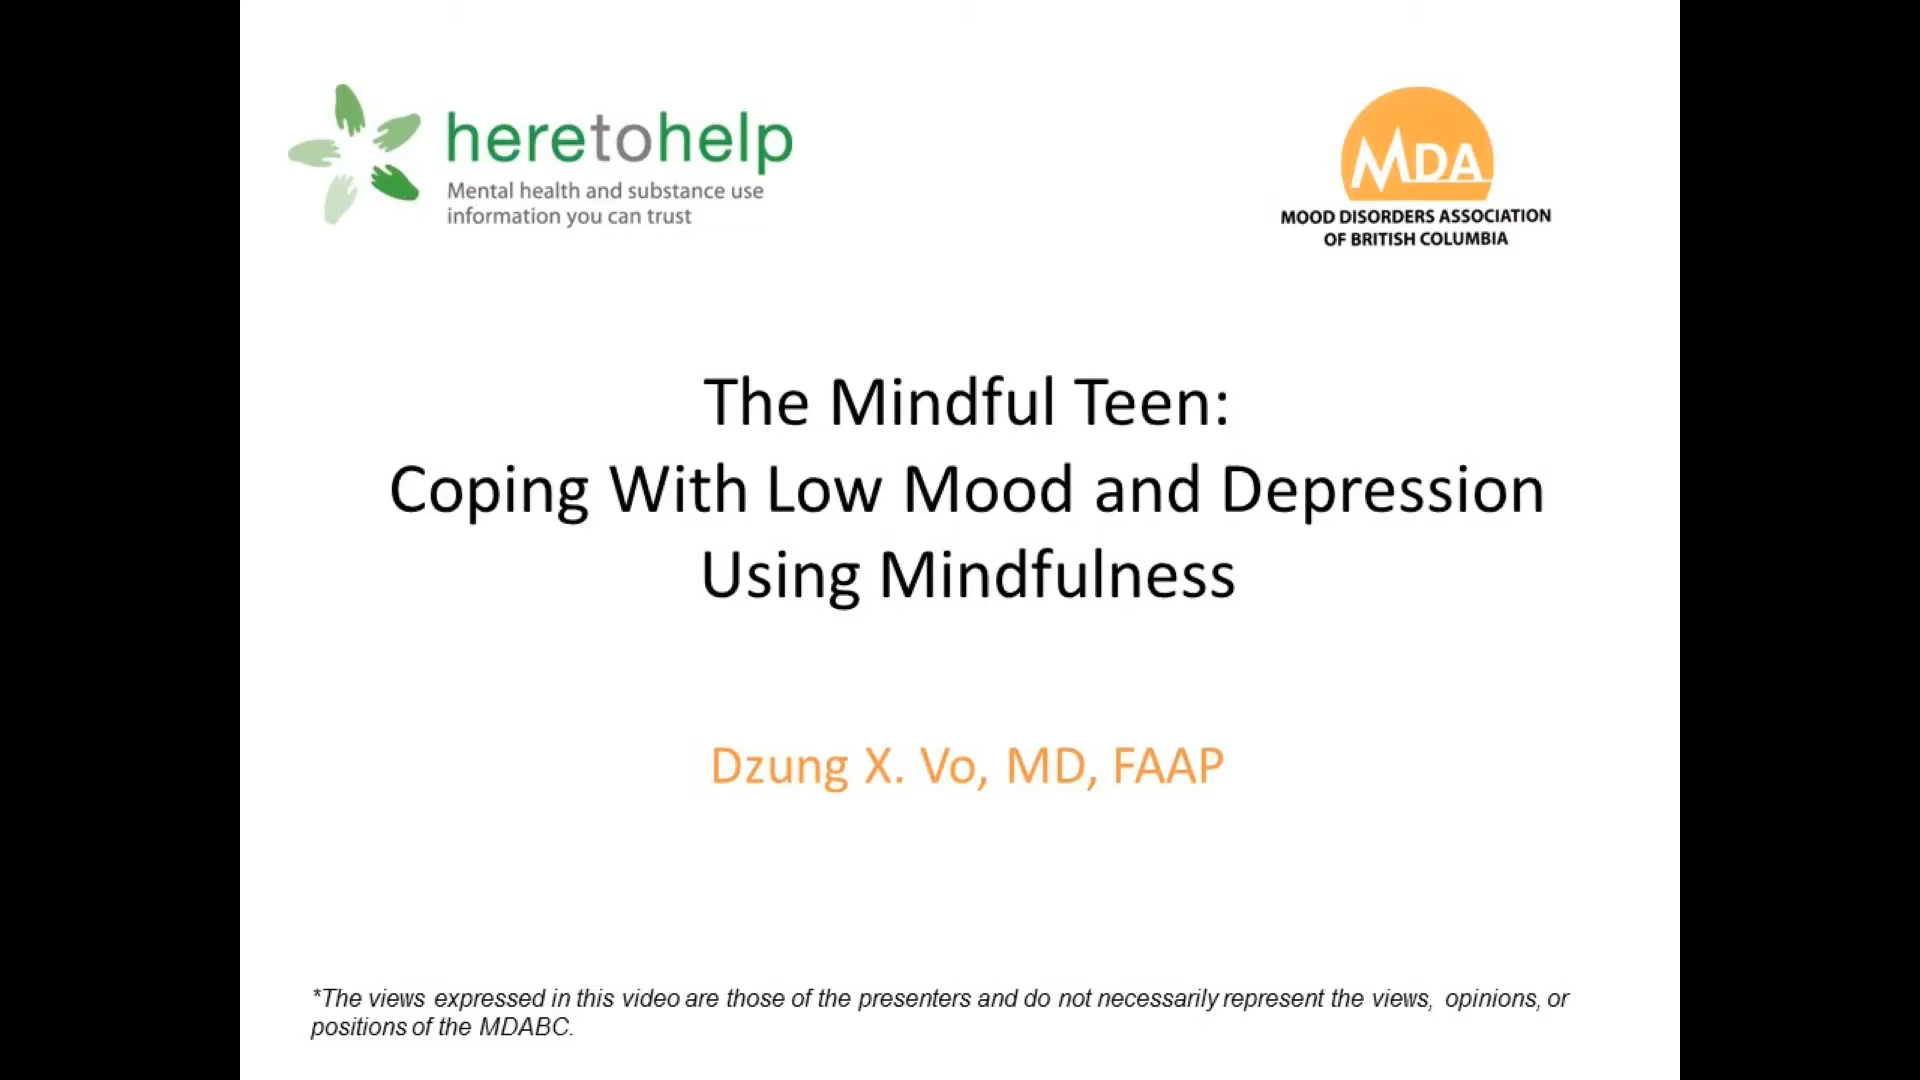 heretohelp
Mental health and substance use
information you can trust
MDA
MOOD DISORDERS ASSOCIATION
OF BRITISH COLUMBIA
The Mindful Teen:
Coping With Low Mood and Depression
Using Mindfulness
Dzung X. Vo, MD, FAAP
*The views expressed in this video are those of the presenters and do not necessarily represent the views, opinions, or
positions of the MDABC.